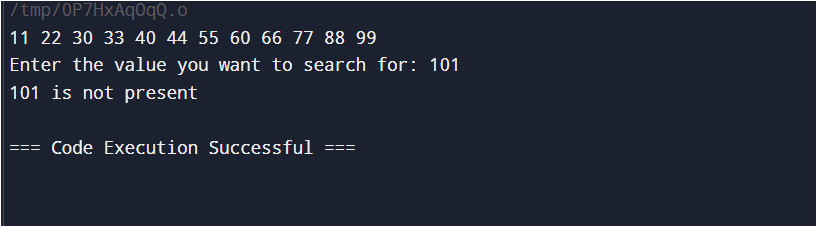 /tmp/OP7HxAqOqQ.o
11 22 30 33 40 44 55 60 66 77 88 99
Enter the value you want to search for: 101
101 is not present
=== Code Execution Successful ===